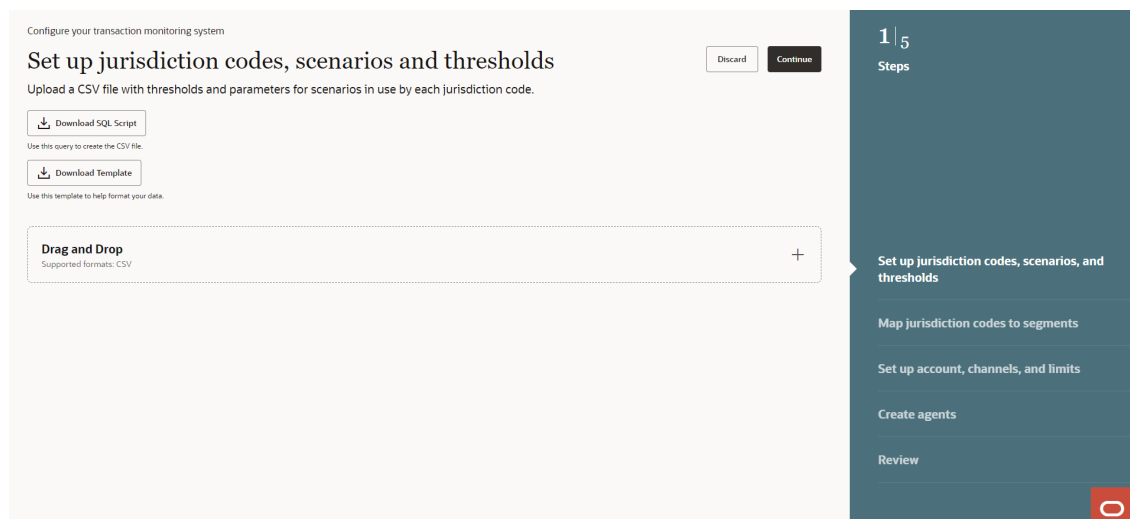 Configure your transaction monitoring system
Set up jurisdiction codes, scenarios and thresholds
Discard
Continue
Upload a CSV file with thresholds and parameters for scenarios in use by each jurisdiction code.
Download SQL Script
Use this query to create the CSV file.
Download Template
Use this template to help format your data.
Drag and Drop
Supported formats: CSV
1|5
Steps
Set up jurisdiction codes, scenarios, and
thresholds
Map jurisdiction codes to segments
Set up account, channels, and limits
Create agents
Review